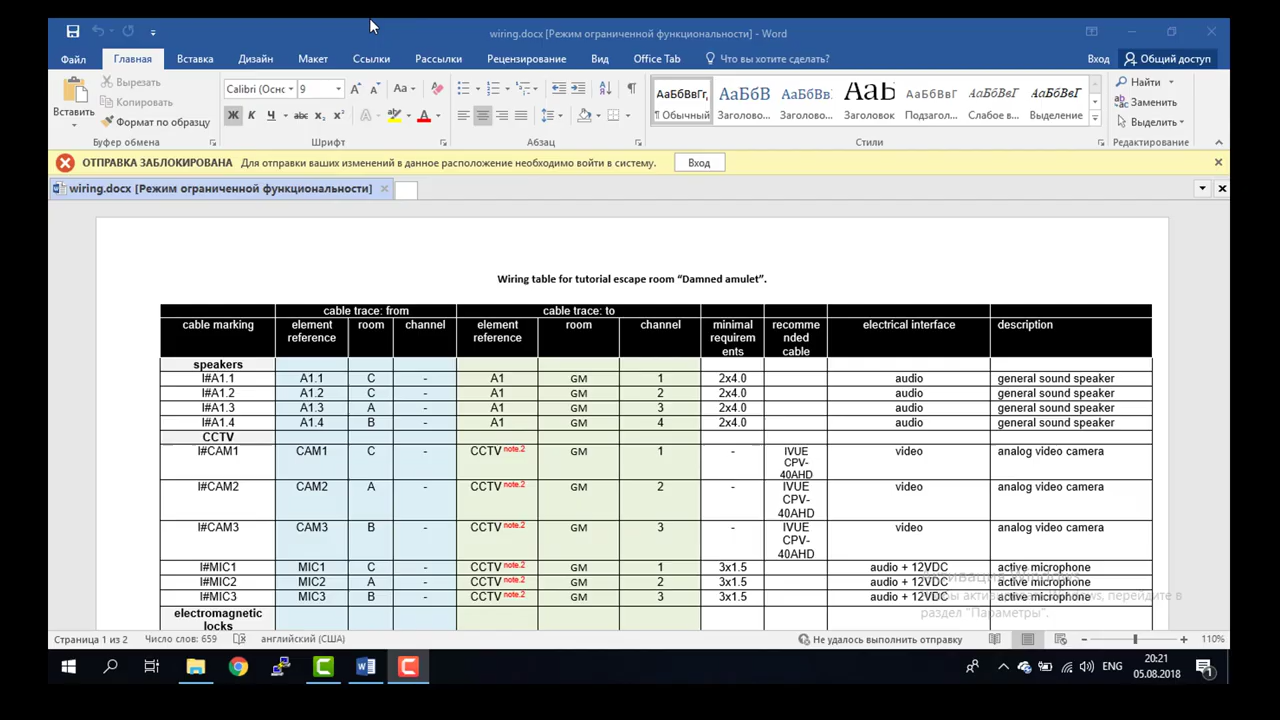 wiring.docx [Режим ограниченной функциональности] - Word
Файл Главная Вставка Дизайн Макет Ссылки Рассылки Рецензирование Вид Office Tab Что вы хотите сделать? Вход Общий доступ
Вставить Вырезать Копировать Формат по образцу
Calibri (Оснс 9
АаБбВвГг, АаБбВ АаБбВв: АаЬ АаБбВвГ АаБбВвГ АаБбВвГ
¶ Обычный Заголово... Заголово... Заголовок Подзагол... Слабое в... Выделение
Найти Заменить Выделить
Буфер обмена Шрифт Абзац Стили Редактирование
ОТПРАВКА ЗАБЛОКИРОВАНА Для отправки ваших изменений в данное расположение необходимо войти в систему. Вход
wiring.docx [Режим ограниченной функциональности]
Wiring table for tutorial escape room “Damned amulet”.
cable trace: from cable trace: to
cable marking element reference room channel element reference room channel minimal requirem ents recomme nded cable electrical interface description
speakers
I#A1.1 A1.1 C - A1 GM 1 2x4.0 audio general sound speaker
I#A1.2 A1.2 C - A1 GM 2 2x4.0 audio general sound speaker
I#A1.3 A1.3 A - A1 GM 3 2x4.0 audio general sound speaker
I#A1.4 A1.4 B - A1 GM 4 2x4.0 audio general sound speaker
CCTV
I#CAM1 CAM1 C - CCTV note.2 GM 1 - IVUE CPV-40AHD video analog video camera
I#CAM2 CAM2 A - CCTV note.2 GM 2 - IVUE CPV-40AHD video analog video camera
I#CAM3 CAM3 B - CCTV note.2 GM 3 - IVUE CPV-40AHD video analog video camera
I#MIC1 MIC1 C - CCTV note.2 GM 1 3x1.5 audio + 12VDC active microphone
I#MIC2 MIC2 A - CCTV note.2 GM 2 3x1.5 audio + 12VDC active microphone
I#MIC3 MIC3 B - CCTV note.2 GM 3 3x1.5 audio + 12VDC active microphone
electromagnetic locks
раздел "Параметры".
Страница 1 из 2 Число слов: 659 английский (США) Не удалось выполнить отправку 110%
ENG 20:21 05.08.2018 1